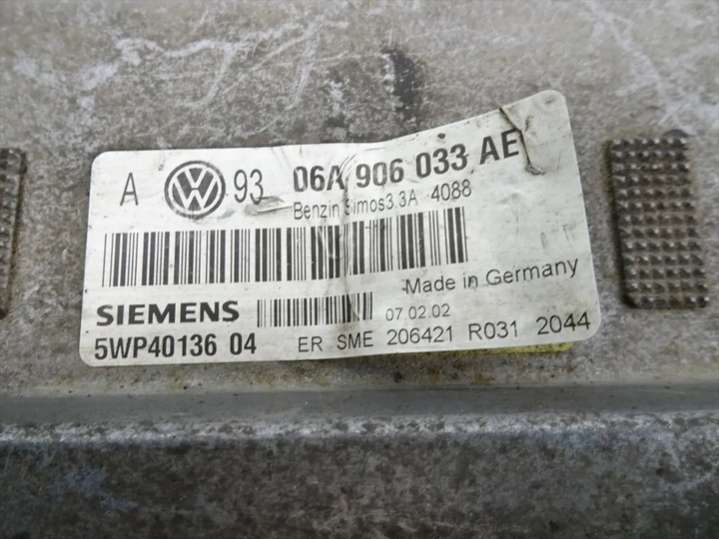 A VW 93 06A 906 033 AE
Benzin Simos3.3A 4088
Made in Germany
SIEMENS 07 02.02
5WP40136 04 ER SME 206421 R031 2044